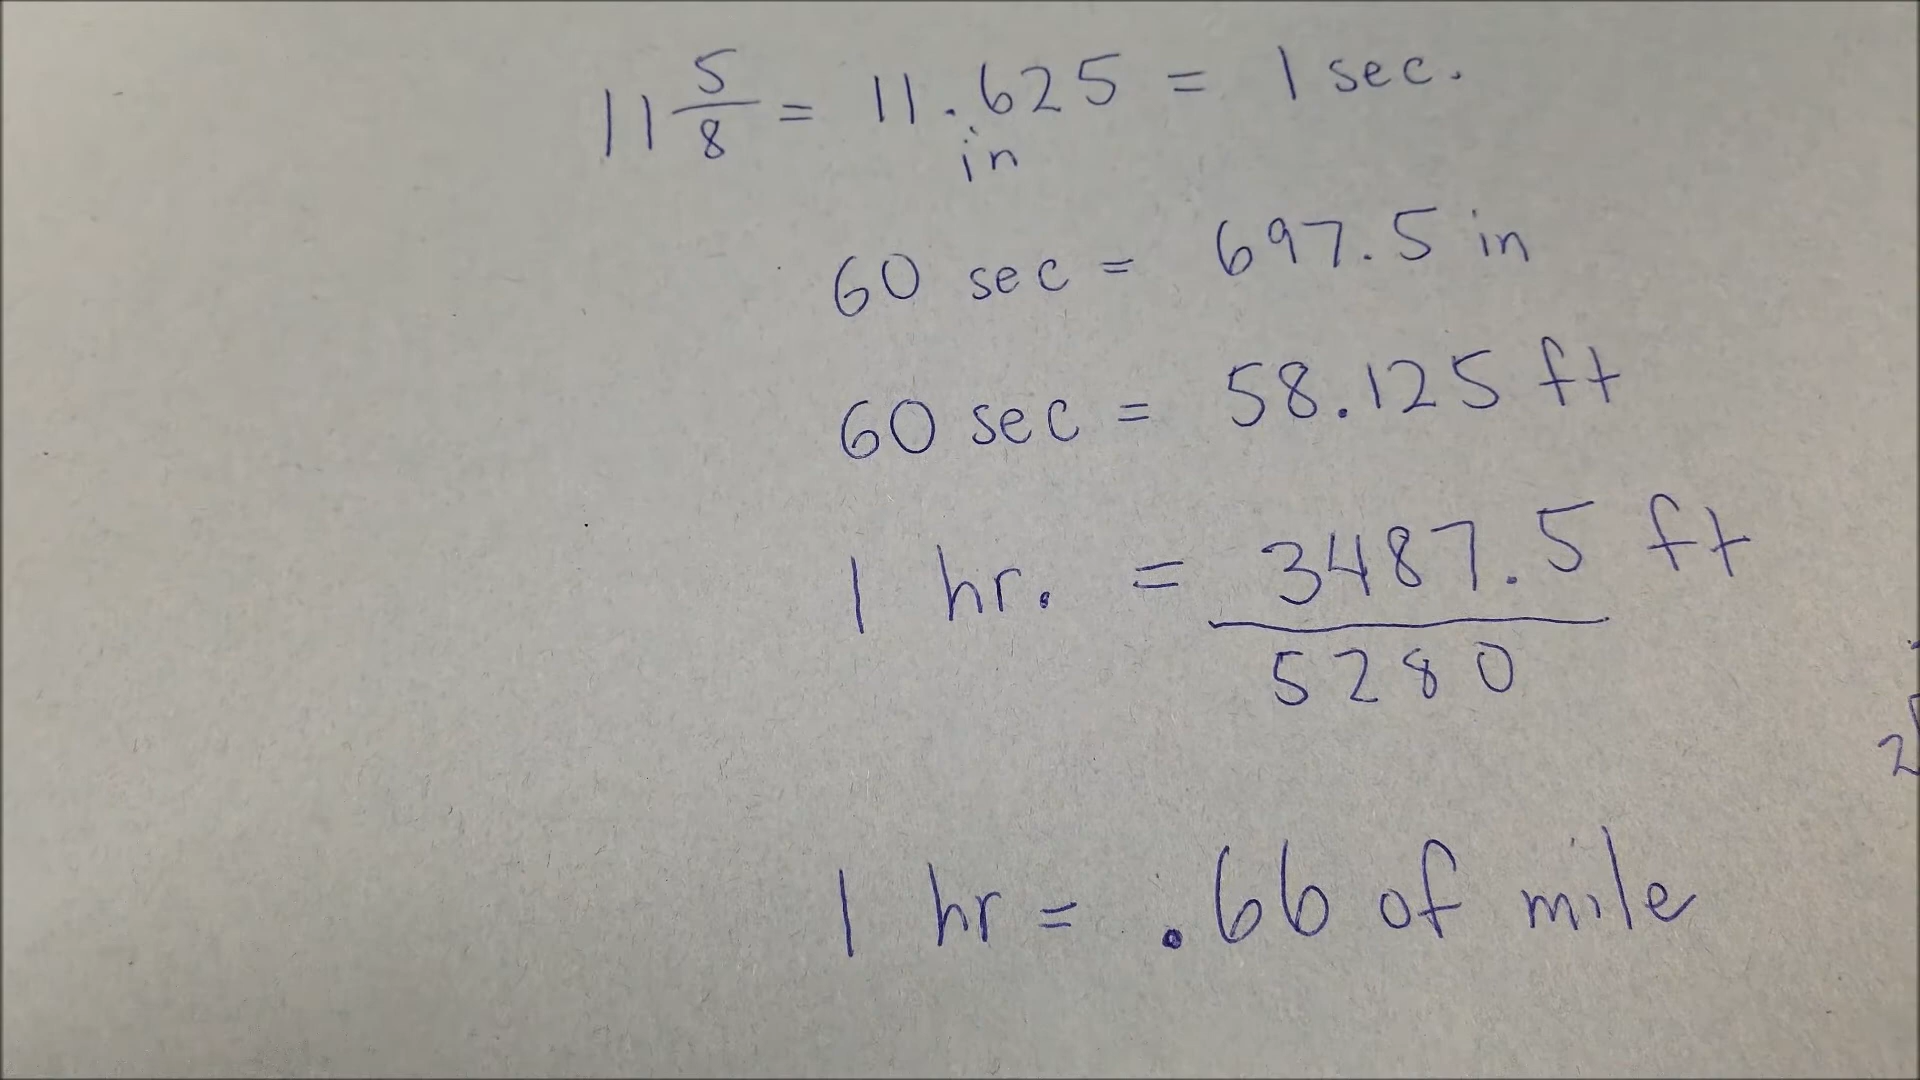 11 5/8 = 11.625 = 1 sec.
in
60 sec = 697.5 in
60 sec = 58.125 ft
1 hr. = 3487.5 ft
5280
2
1 hr = .66 of mile